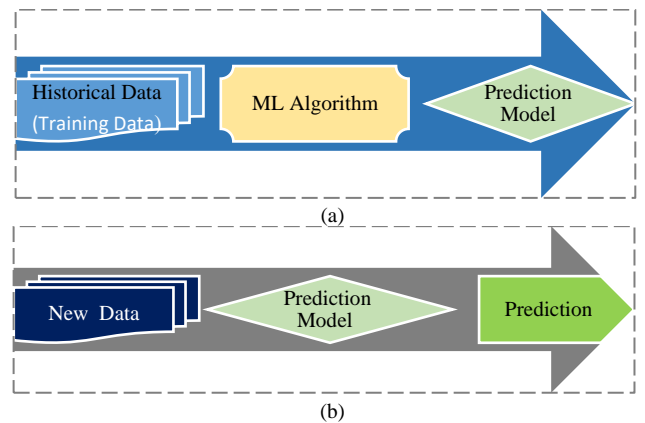 Historical Data
(Training Data)
ML Algorithm
Prediction
Model
(a)
New Data
Prediction
Model
Prediction
(b)